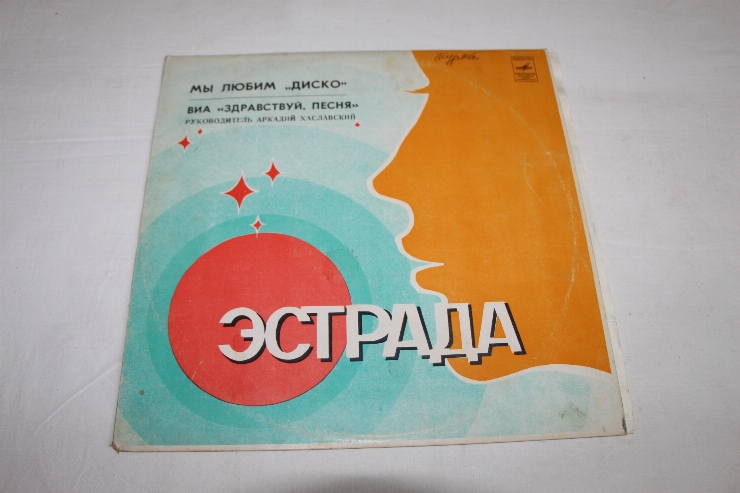 МЫ ЛЮБИМ „ДИСКО“
ВИА «ЗДРАВСТВУЙ, ПЕСНЯ»
РУКОВОДИТЕЛЬ АРКАДИЙ ХАСЛАВСКИЙ
ЭСТРАДА